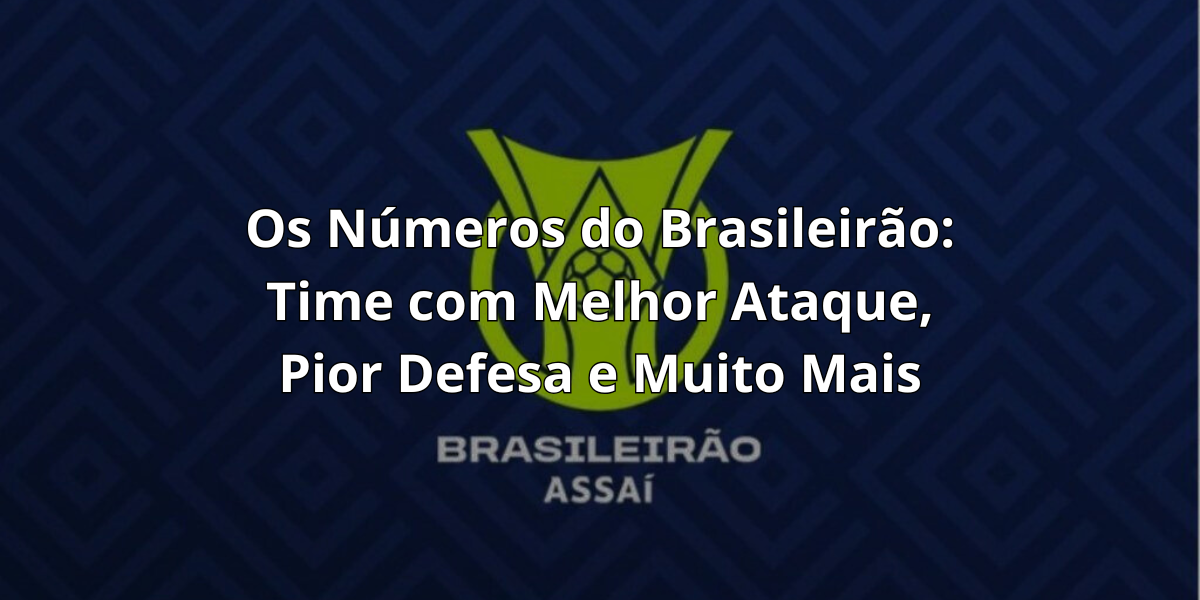 Os Números do Brasileirão:
Time com Melhor Ataque,
Pior Defesa e Muito Mais
BRASILEIRÃO
ASSAÍ